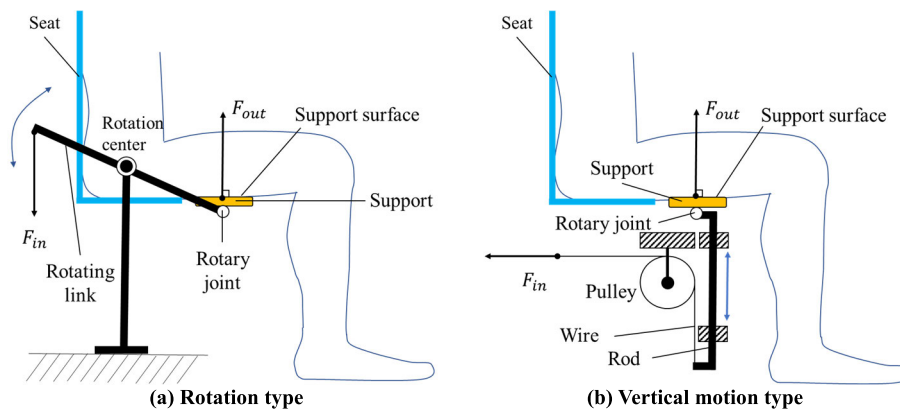 Seat
Rotation
center
F_out
Support surface
Support
F_in
Rotating
link
Rotary
joint
(a) Rotation type
Seat
F_out
Support surface
Support
Rotary joint
F_in
Pulley
Wire
Rod
(b) Vertical motion type